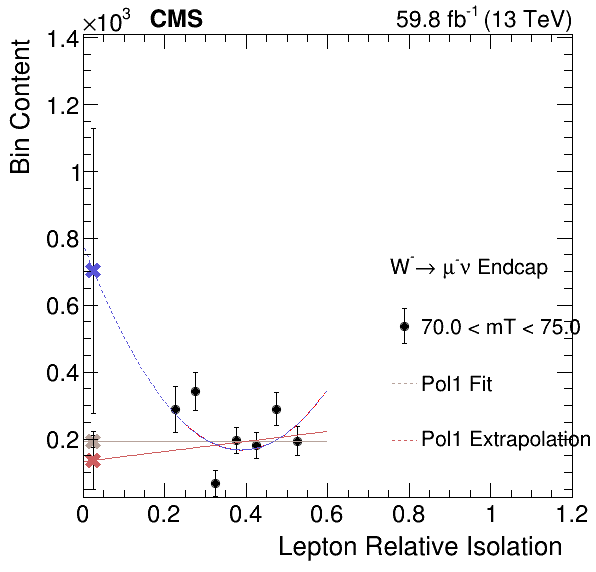 ×10³ CMS 59.8 fb⁻¹ (13 TeV)
Bin Content
1.4
1.2
1
0.8
0.6
0.4
0.2
W⁻→ μ⁻ν Endcap
70.0 < mT < 75.0
Pol1 Fit
Pol1 Extrapolation
0 0.2 0.4 0.6 0.8 1 1.2
Lepton Relative Isolation